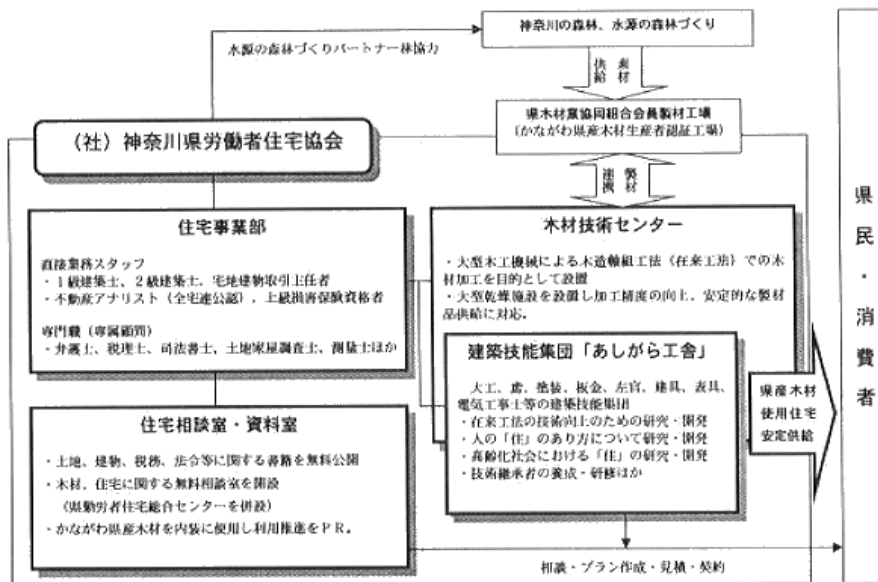 神奈川の森林、水源の森林づくり
水源の森林づくりパートナー林協力
供給
素材
県木材業協同組合会員製材工場
(かながわ県産木材生産者認証工場)
(社)神奈川県労働者住宅協会
連携
製材
県民・消費者
住宅事業部
直接業務スタッフ
・1級建築士、2級建築士、宅地建物取引主任者
・不動産アナリスト(全宅連公認)、上級損害保険資格者
専門職(専属顧問)
・弁護士、税理士、司法書士、土地家屋調査士、測量士ほか
木材技術センター
・大型木工機械による木造軸組工法(在来工法)での木
材加工を目的として設置
・大型乾燥施設を設置し加工精度の向上、安定的な製材
品供給に対応。
建築技能集団「あしがら工舎」
大工、鳶、塗装、板金、左官、建具、表具、
電気工事士等の建築技能集団
・在来工法の技術向上のための研究・開発
・人の「住」のあり方について研究・開発
・高齢化社会における「住」の研究・開発
・技術継承者の養成・研修ほか
県産木材
使用住宅
安定供給
住宅相談室・資料室
・土地、建物、税務、法令等に関する書籍を無料公開
・木材、住宅に関する無料相談室を開設
(県勤労者住宅総合センターを併設)
・かながわ県産木材を内装に使用し利用推進をPR。
相談・プラン作成・見積・契約